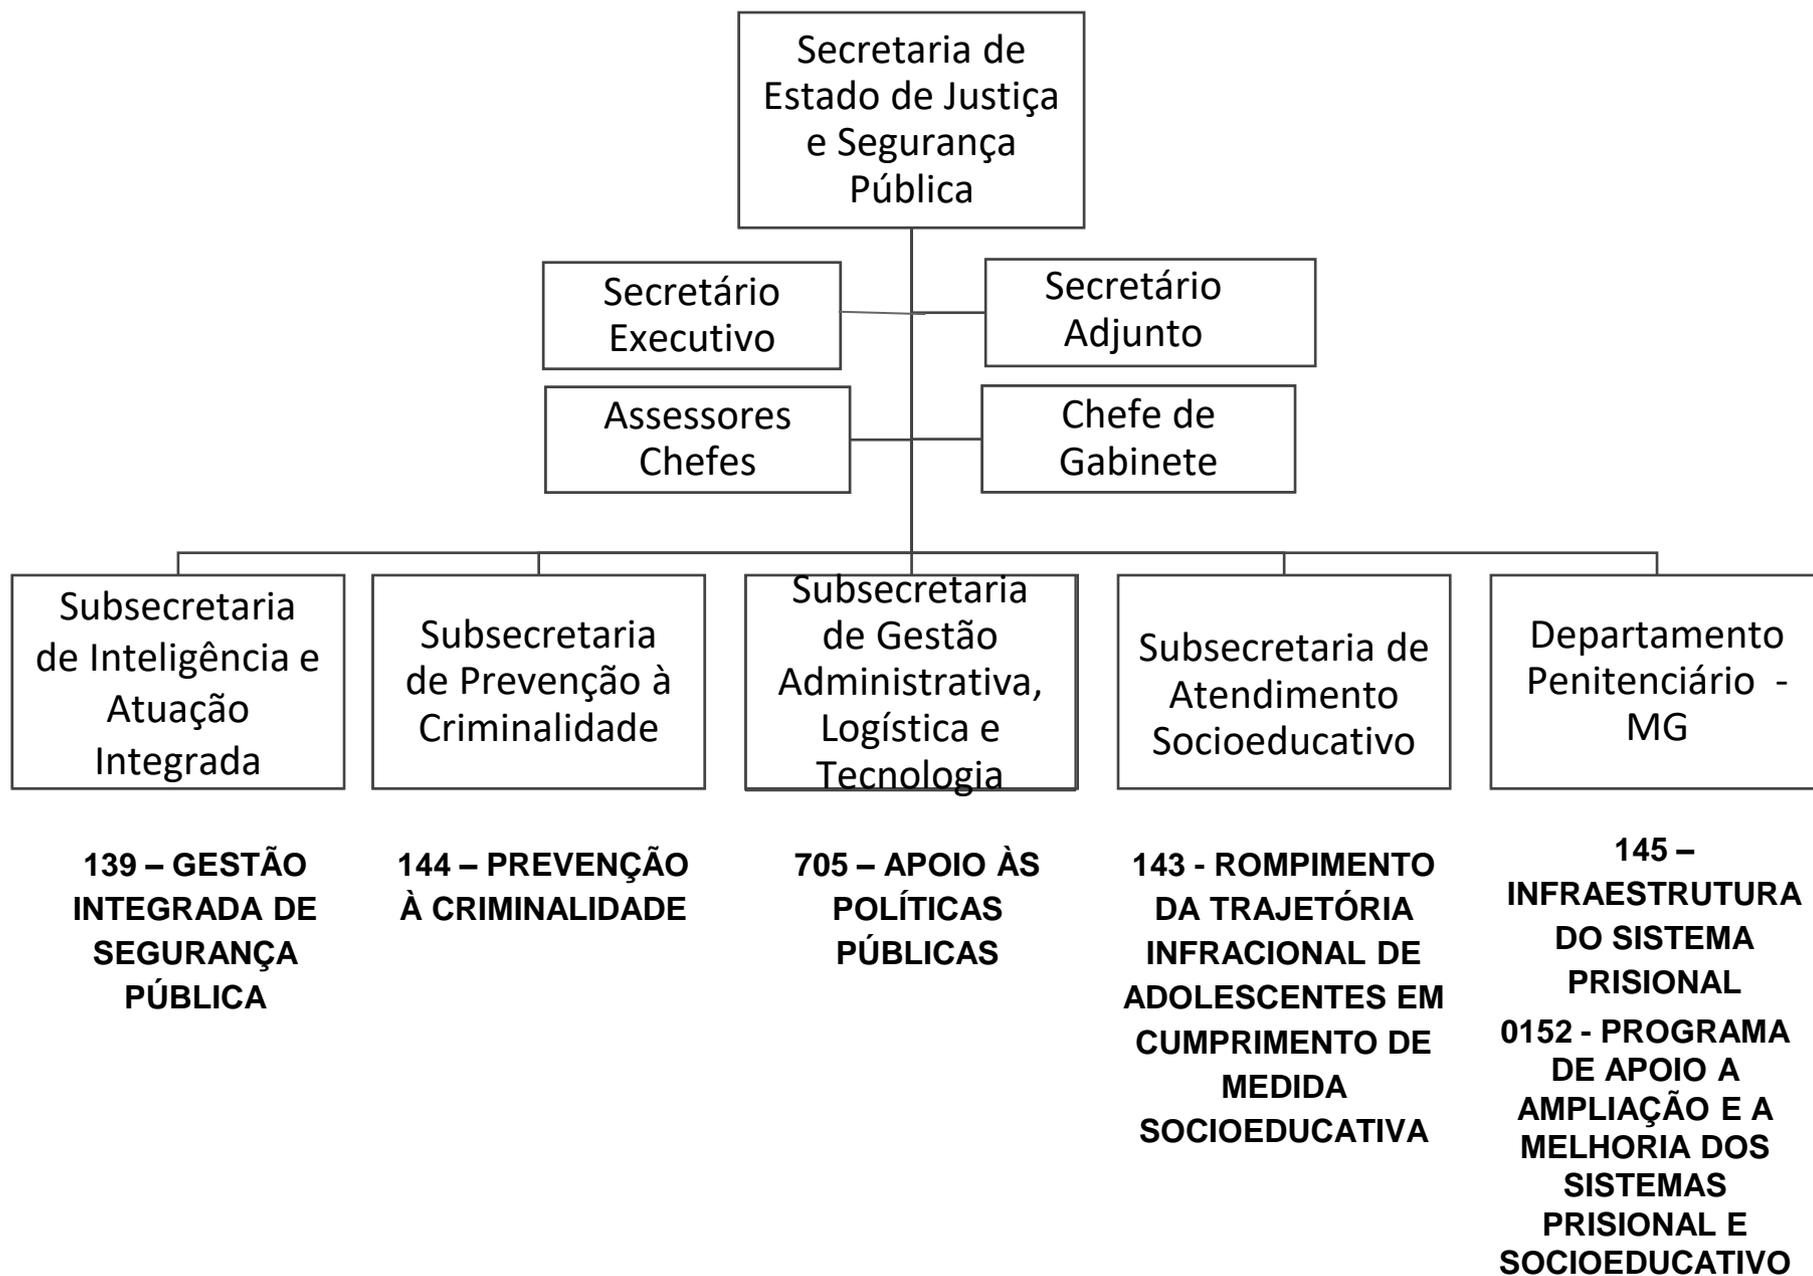 Secretaria de
Estado de Justiça
e Segurança
Pública
Secretário
Executivo
Secretário
Adjunto
Assessores
Chefes
Chefe de
Gabinete
Subsecretaria
de Inteligência e
Atuação
Integrada
Subsecretaria
de Prevenção à
Criminalidade
Subsecretaria
de Gestão
Administrativa,
Logística e
Tecnologia
Subsecretaria de
Atendimento
Socioeducativo
Departamento
Penitenciário -
MG
139 – GESTÃO
INTEGRADA DE
SEGURANÇA
PÚBLICA
144 – PREVENÇÃO
À CRIMINALIDADE
705 – APOIO ÀS
POLÍTICAS
PÚBLICAS
143 - ROMPIMENTO
DA TRAJETÓRIA
INFRACIONAL DE
ADOLESCENTES EM
CUMPRIMENTO DE
MEDIDA
SOCIOEDUCATIVA
145 –
INFRAESTRUTURA
DO SISTEMA
PRISIONAL
0152 - PROGRAMA
DE APOIO A
AMPLIAÇÃO E A
MELHORIA DOS
SISTEMAS
PRISIONAL E
SOCIOEDUCATIVO